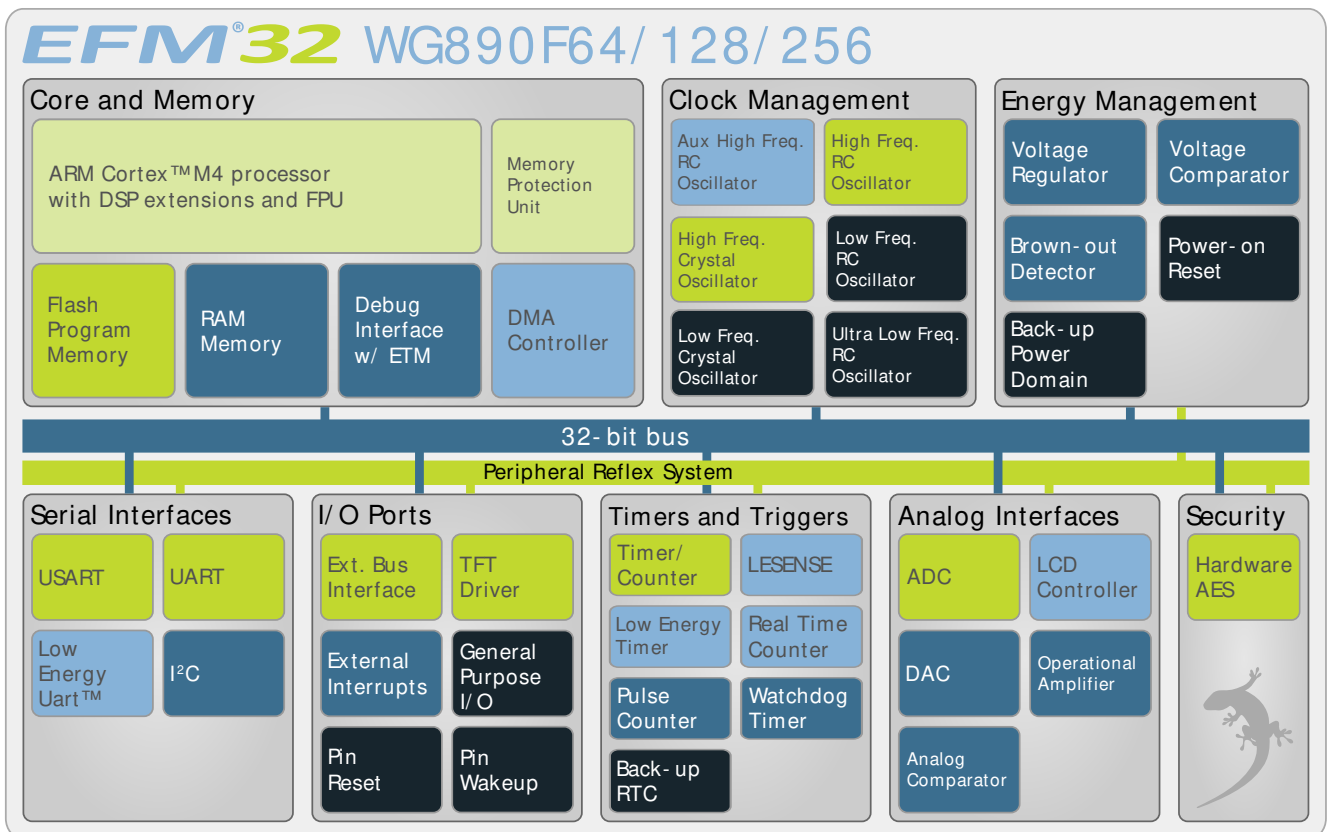 EFM®32 WG890F64/128/256
Core and Memory
ARM Cortex™ M4 processor
with DSP extensions and FPU
Memory
Protection
Unit
Flash
Program
Memory
RAM
Memory
Debug
Interface
w/ ETM
DMA
Controller
Clock Management
Aux High Freq.
RC
Oscillator
High Freq.
RC
Oscillator
High Freq.
Crystal
Oscillator
Low Freq.
RC
Oscillator
Low Freq.
Crystal
Oscillator
Ultra Low Freq.
RC
Oscillator
Energy Management
Voltage
Regulator
Voltage
Comparator
Brown-out
Detector
Power-on
Reset
Back-up
Power
Domain
32-bit bus
Peripheral Reflex System
Serial Interfaces
USART
UART
Low
Energy
Uart™
I²C
I/O Ports
Ext. Bus
Interface
TFT
Driver
External
Interrupts
General
Purpose
I/O
Pin
Reset
Pin
Wakeup
Timers and Triggers
Timer/
Counter
LESENSE
Low Energy
Timer
Real Time
Counter
Pulse
Counter
Watchdog
Timer
Back-up
RTC
Analog Interfaces
ADC
LCD
Controller
DAC
Operational
Amplifier
Analog
Comparator
Security
Hardware
AES